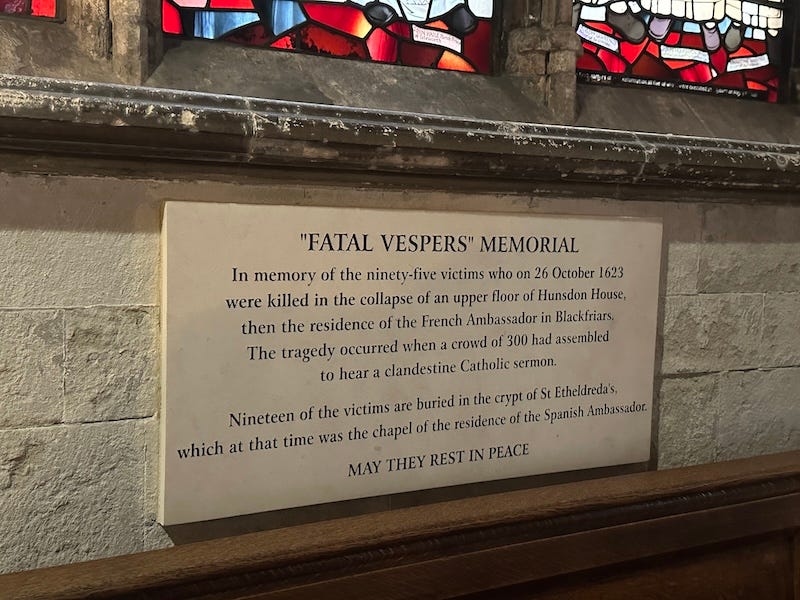 "FATAL VESPERS" MEMORIAL
In memory of the ninety-five victims who on 26 October 1623
were killed in the collapse of an upper floor of Hunsdon House,
then the residence of the French Ambassador in Blackfriars.
The tragedy occurred when a crowd of 300 had assembled
to hear a clandestine Catholic sermon.
Nineteen of the victims are buried in the crypt of St Etheldreda's,
which at that time was the chapel of the residence of the Spanish Ambassador.
MAY THEY REST IN PEACE